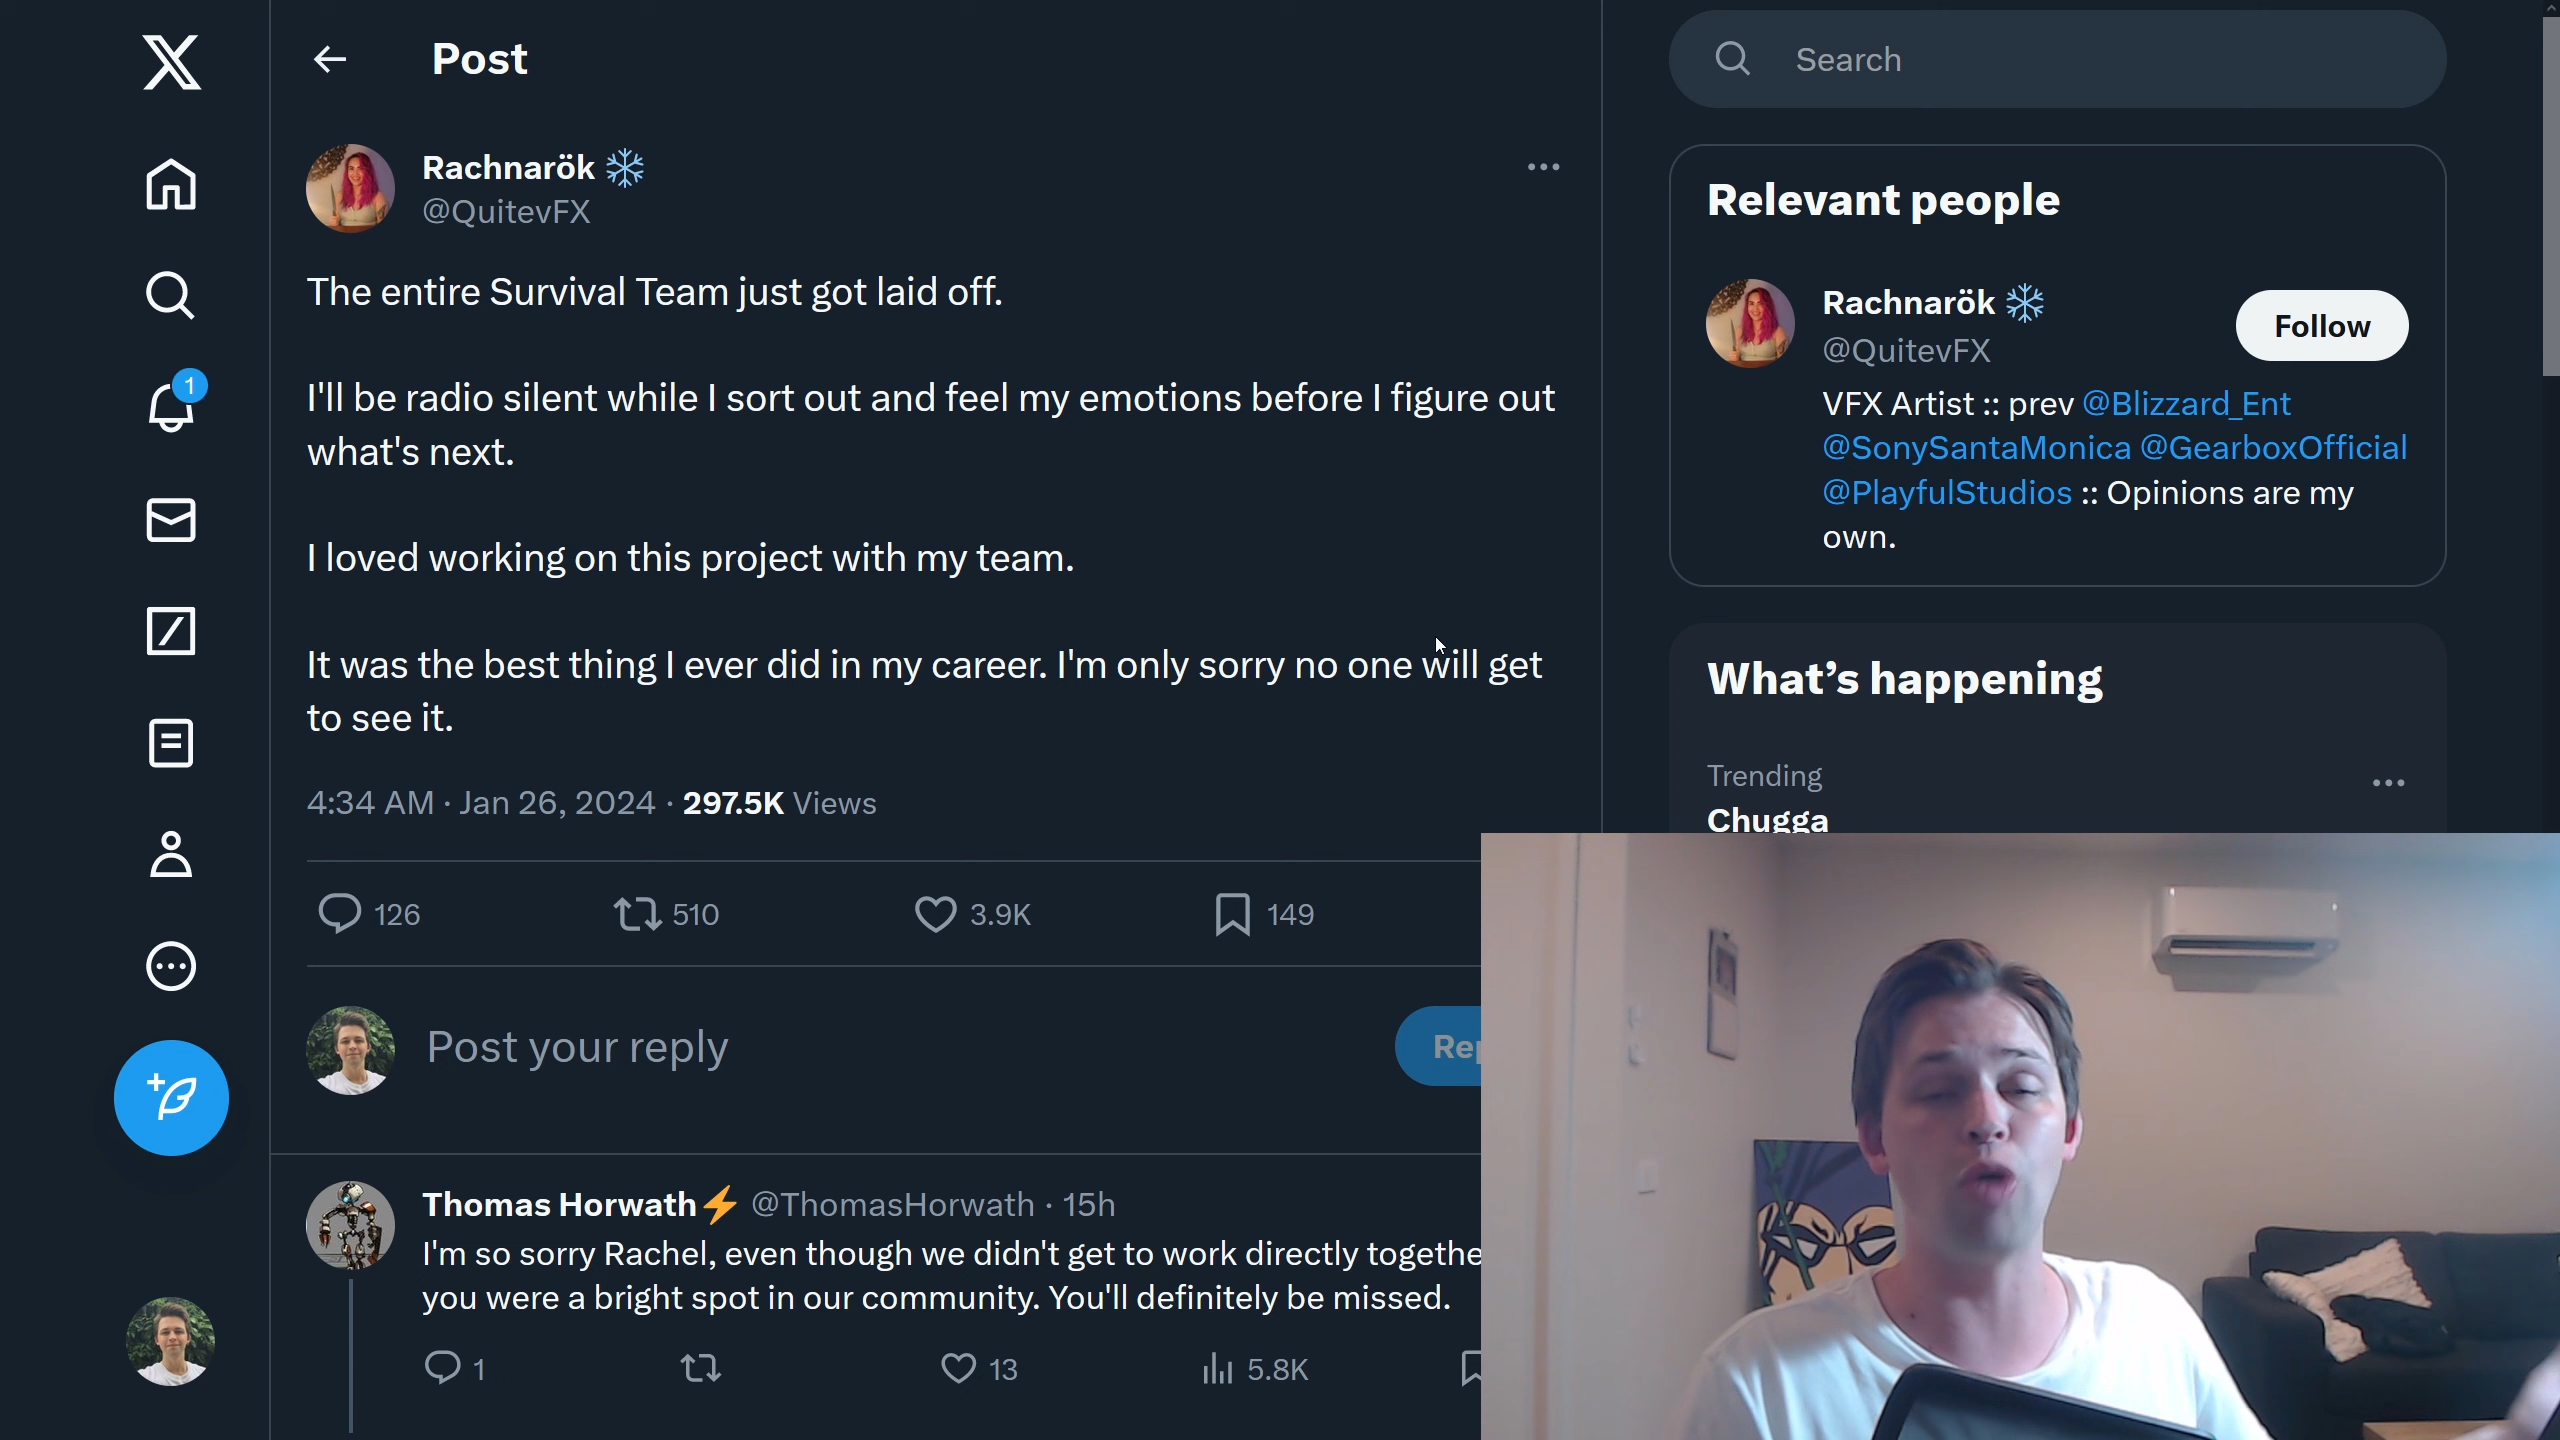 Post
Search
Rachnarök
@QuitevFX
The entire Survival Team just got laid off.
I'll be radio silent while I sort out and feel my emotions before I figure out
what's next.
I loved working on this project with my team.
It was the best thing I ever did in my career. I'm only sorry no one will get
to see it.
4:34 AM · Jan 26, 2024 · 297.5K Views
126 510 3.9K 149
Post your reply
Rep
Thomas Horwath⚡ @ThomasHorwath · 15h
I'm so sorry Rachel, even though we didn't get to work directly togethe
you were a bright spot in our community. You'll definitely be missed.
1 13 5.8K
1
Relevant people
Rachnarök
@QuitevFX
Follow
VFX Artist :: prev @Blizzard_Ent
@SonySantaMonica @GearboxOfficial
@PlayfulStudios :: Opinions are my
own.
What's happening
Trending
Chugga